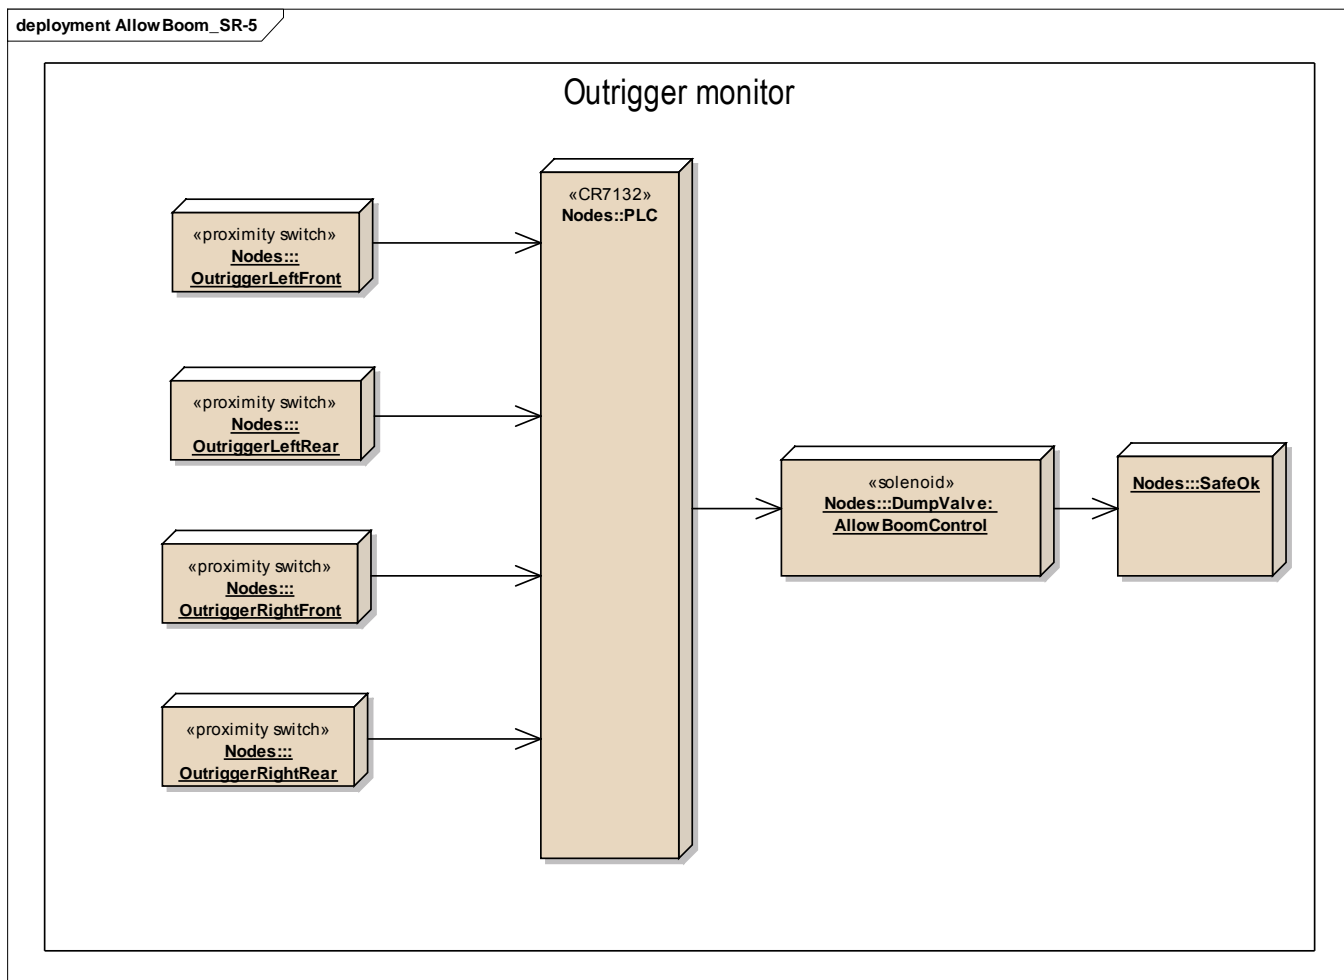 deployment AllowBoom_SR-5
Outrigger monitor
«proximity switch»
Nodes:::
OutriggerLeftFront
«proximity switch»
Nodes:::
OutriggerLeftRear
«proximity switch»
Nodes:::
OutriggerRightFront
«proximity switch»
Nodes:::
OutriggerRightRear
«CR7132»
Nodes::PLC
«solenoid»
Nodes:::DumpValve:
AllowBoomControl
Nodes:::SafeOk